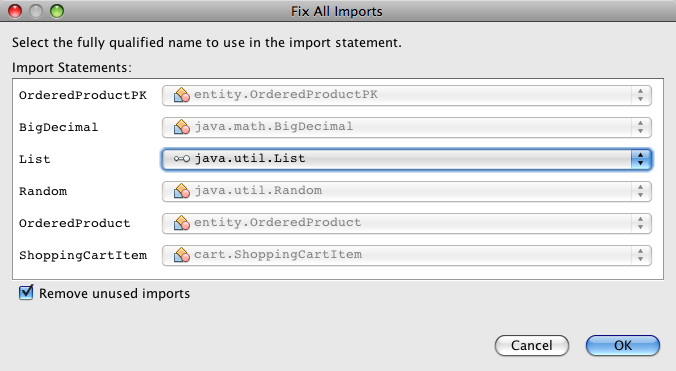 Fix All Imports
Select the fully qualified name to use in the import statement.
Import Statements:
OrderedProductPK entity.OrderedProductPK
BigDecimal java.math.BigDecimal
List java.util.List
Random java.util.Random
OrderedProduct entity.OrderedProduct
ShoppingCartItem cart.ShoppingCartItem
Remove unused imports
Cancel OK